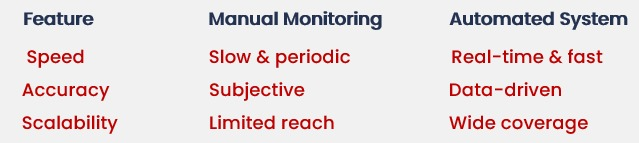 Feature Manual Monitoring Automated System
Speed Slow & periodic Real-time & fast
Accuracy Subjective Data-driven
Scalability Limited reach Wide coverage